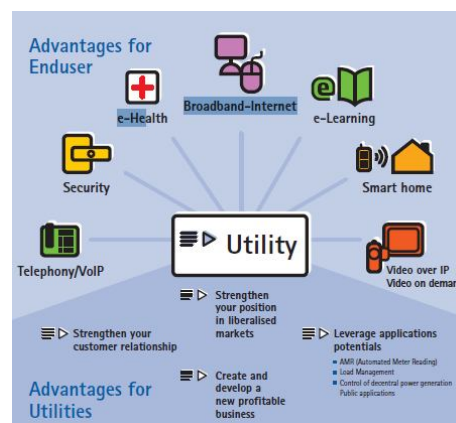 Advantages for
Enduser
e-Health
Broadband-Internet
e-Learning
Security
Smart home
Utility
Telephony/VoIP
Video over IP
Video on deman
Strengthen
your position
in liberalised
markets
Strengthen your
customer relationship
Leverage applications
potentials
AMR (Automated Meter Reading)
Load Management
Control of decentral power generation
Public applications
Create and
develop a
new profitable
business
Advantages for
Utilities